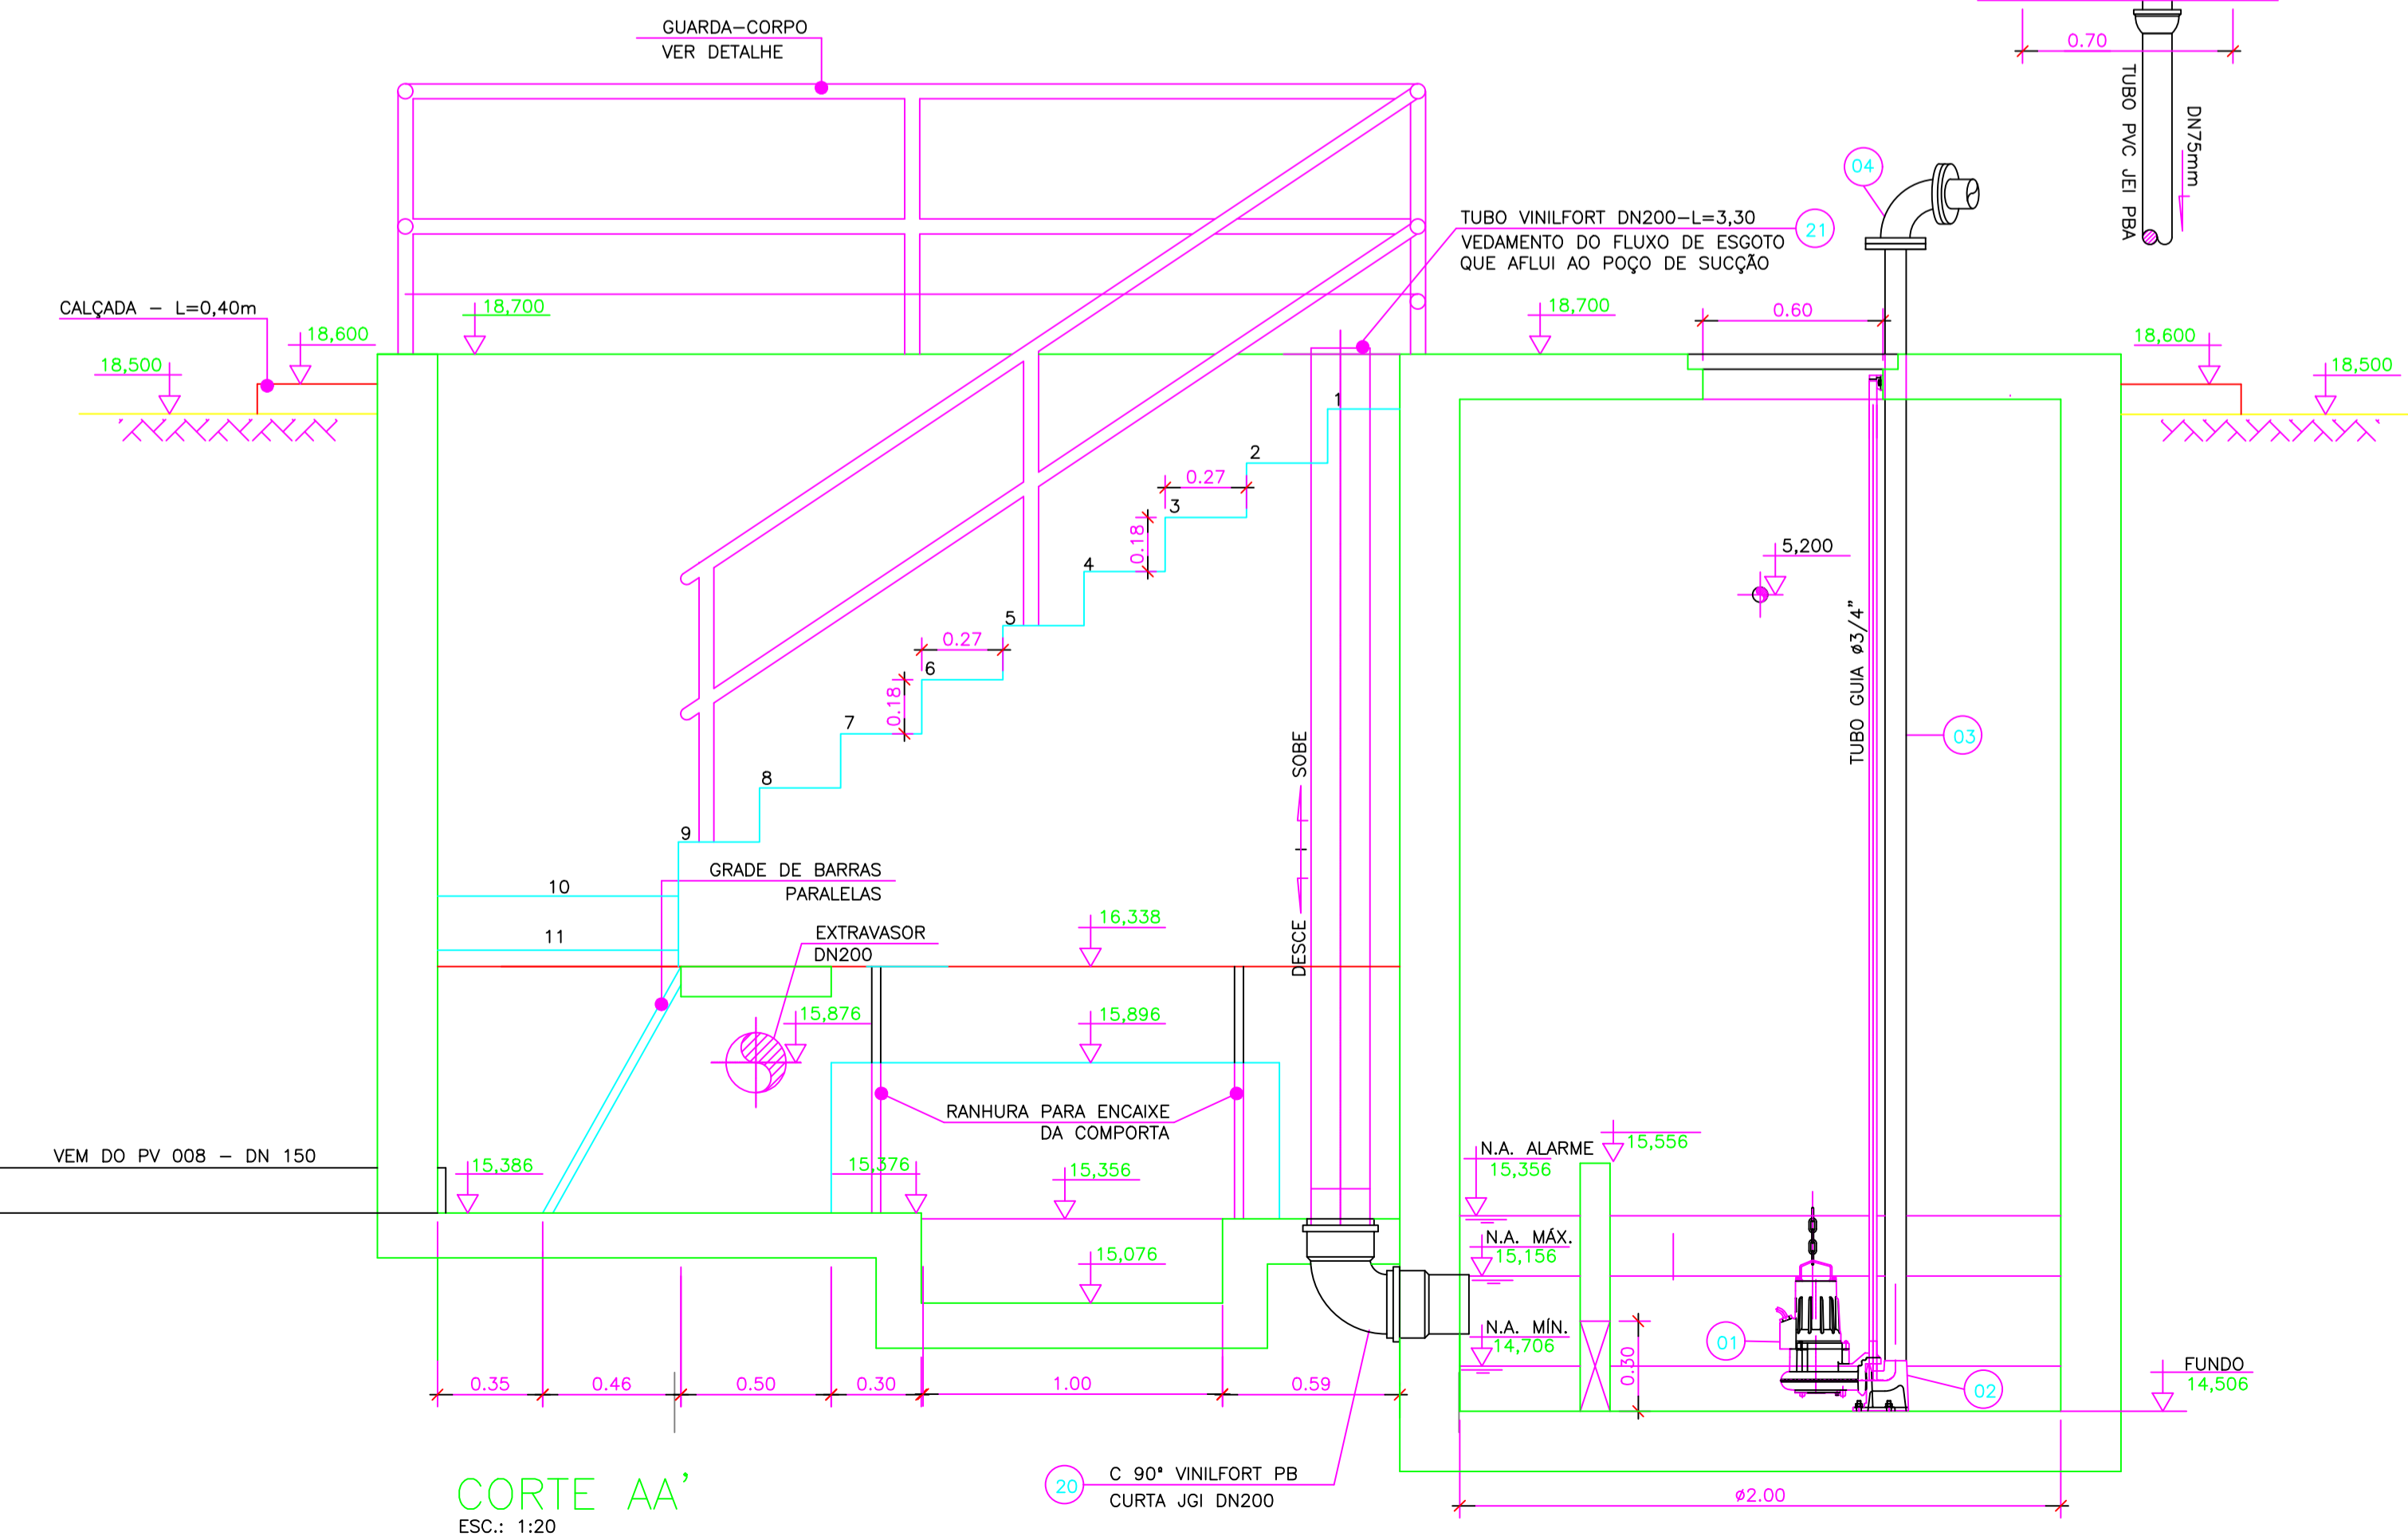 GUARDA-CORPO
VER DETALHE
0.70
TUBO PVC JEI PBA
DN75mm
04
TUBO VINILFORT DN200-L=3,30
VEDAMENTO DO FLUXO DE ESGOTO
QUE AFLUI AO POÇO DE SUCÇÃO
21
CALÇADA - L=0,40m
18,500
18,600
18,700
18,700
0.60
18,600
18,500
1
2
0.27
3
0.18
4
5
0.27
6
0.18
7
8
9
10
11
5,200
TUBO GUIA ø3/4"
03
SOBE
DESCE
GRADE DE BARRAS
PARALELAS
EXTRAVASOR
DN200
16,338
15,876
15,896
RANHURA PARA ENCAIXE
DA COMPORTA
VEM DO PV 008 - DN 150
15,386
15,376
15,356
15,076
N.A. ALARME
15,356
15,556
N.A. MÁX.
15,156
N.A. MÍN.
14,706
0.30
01
02
FUNDO
14,506
0.35
0.46
0.50
0.30
1.00
0.59
20
C 90° VINILFORT PB
CURTA JGI DN200
ø2.00
CORTE AA'
ESC.: 1:20